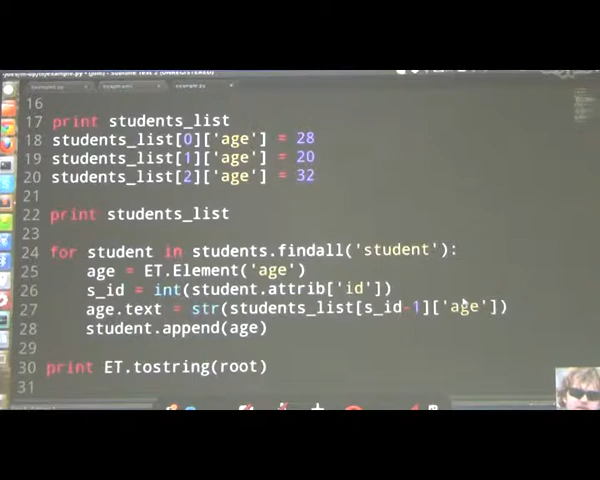 16
17 print students_list
18 students_list[0]['age'] = 28
19 students_list[1]['age'] = 20
20 students_list[2]['age'] = 32
21
22 print students_list
23
24 for student in students.findall('student'):
25 age = ET.Element('age')
26 s_id = int(student.attrib['id'])
27 age.text = str(students_list[s_id-1]['age'])
28 student.append(age)
29
30 print ET.tostring(root)
31